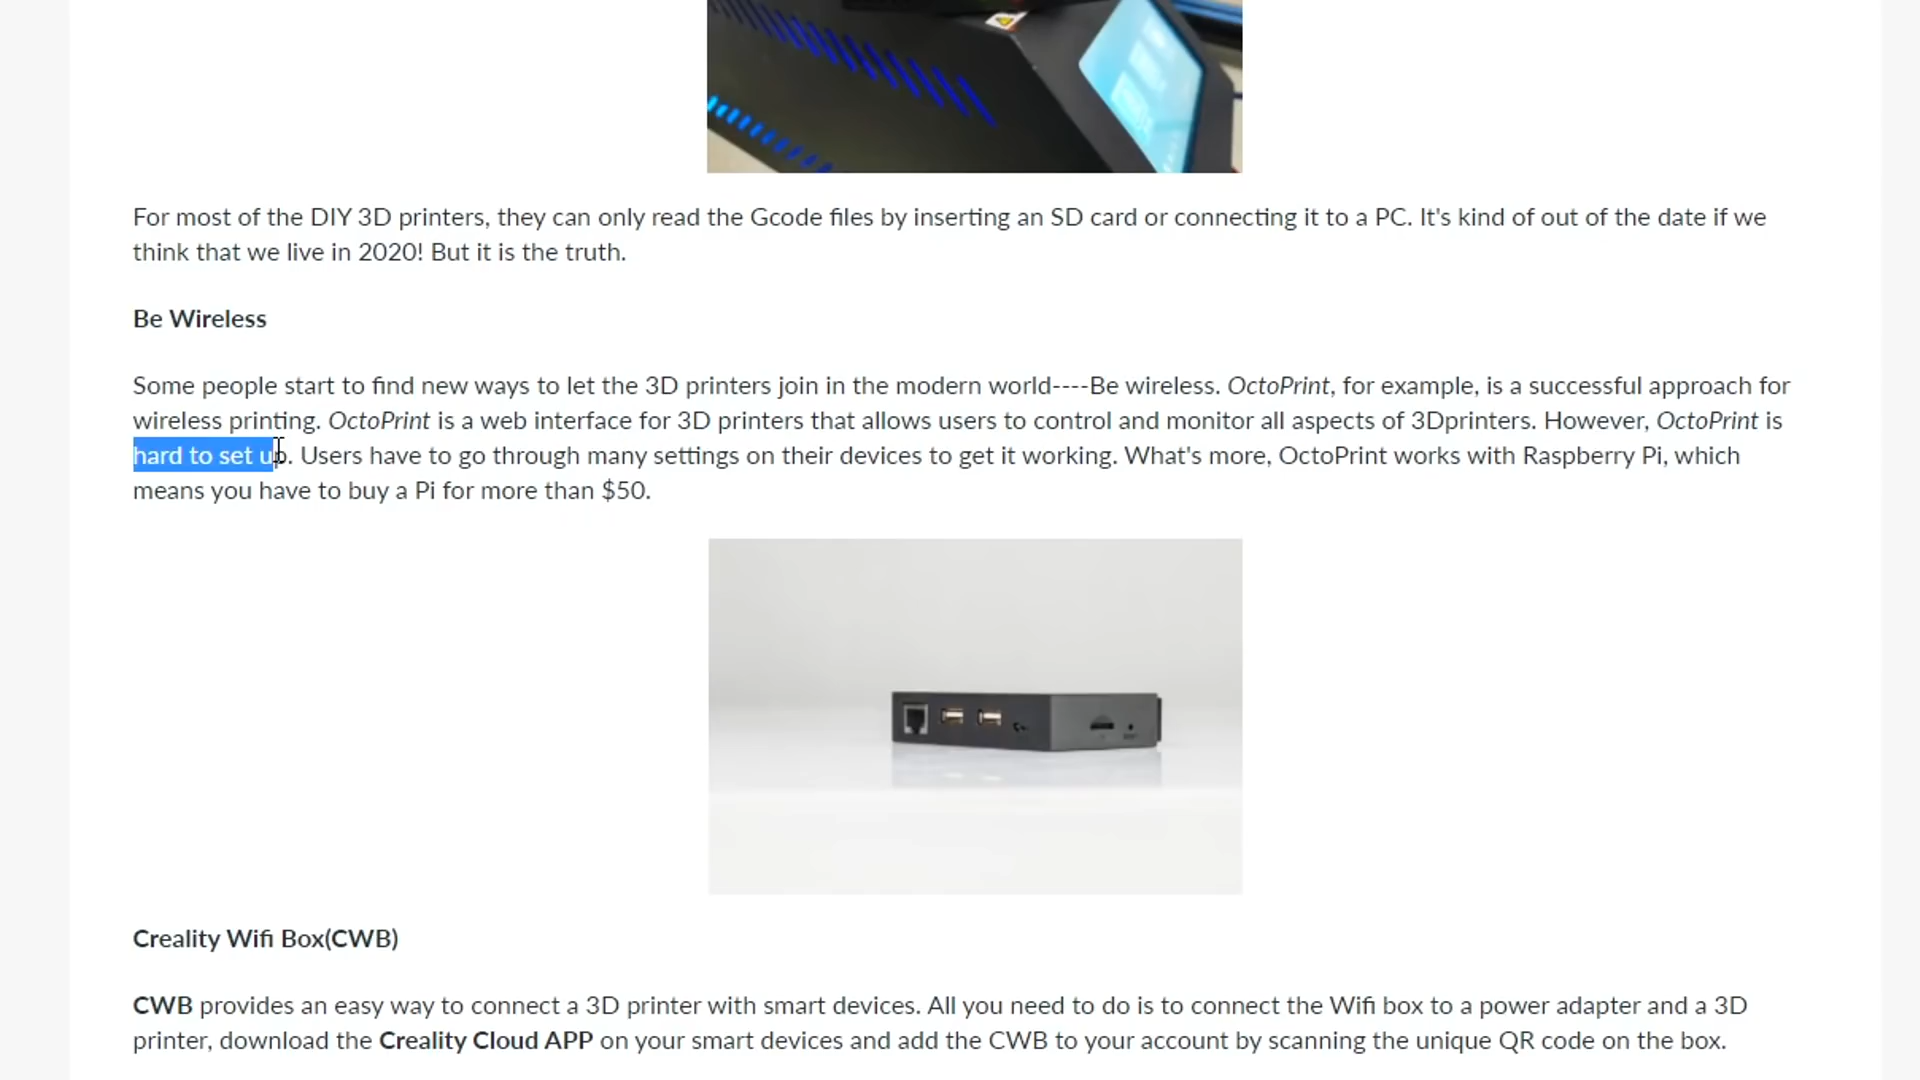 For most of the DIY 3D printers, they can only read the Gcode files by inserting an SD card or connecting it to a PC. It's kind of out of the date if we
think that we live in 2020! But it is the truth.
Be Wireless
Some people start to find new ways to let the 3D printers join in the modern world----Be wireless. OctoPrint, for example, is a successful approach for
wireless printing. OctoPrint is a web interface for 3D printers that allows users to control and monitor all aspects of 3Dprinters. However, OctoPrint is
hard to set up. Users have to go through many settings on their devices to get it working. What's more, OctoPrint works with Raspberry Pi, which
means you have to buy a Pi for more than $50.
Creality Wifi Box(CWB)
CWB provides an easy way to connect a 3D printer with smart devices. All you need to do is to connect the Wifi box to a power adapter and a 3D
printer, download the Creality Cloud APP on your smart devices and add the CWB to your account by scanning the unique QR code on the box.